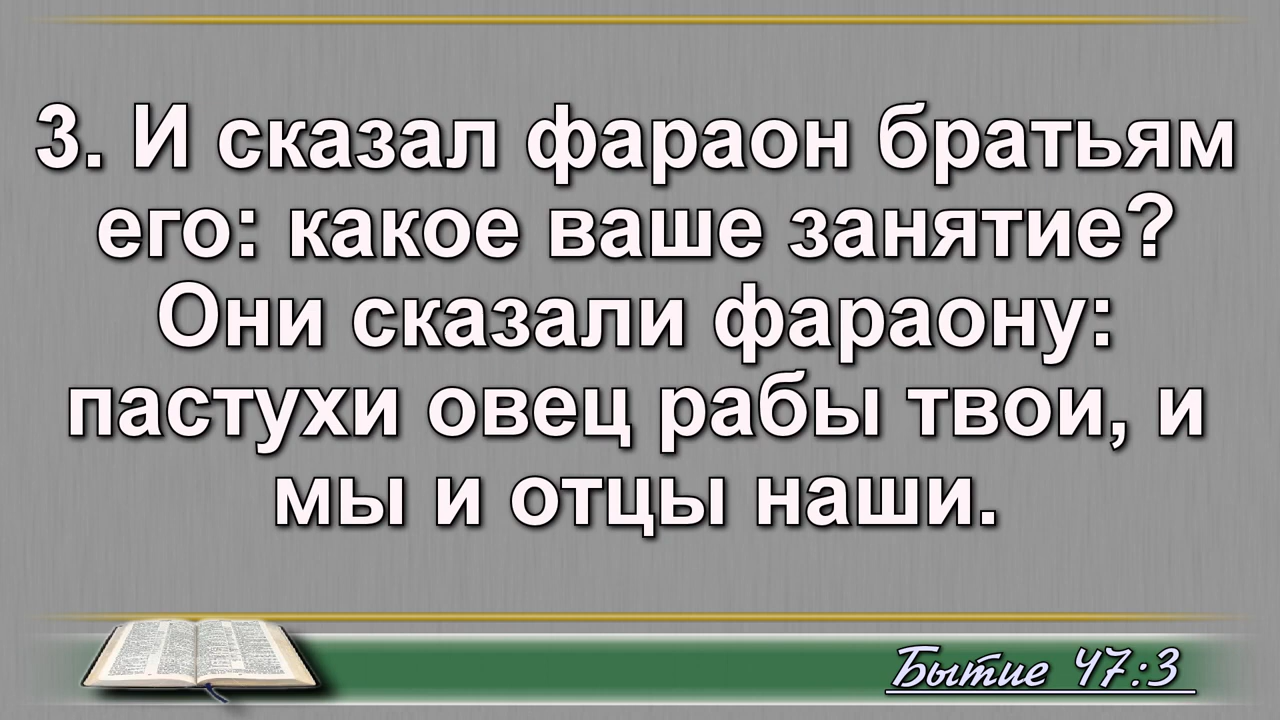 3. И сказал фараон братьям
его: какое ваше занятие?
Они сказали фараону:
пастухи овец рабы твои, и
мы и отцы наши.
Бытие 47:3